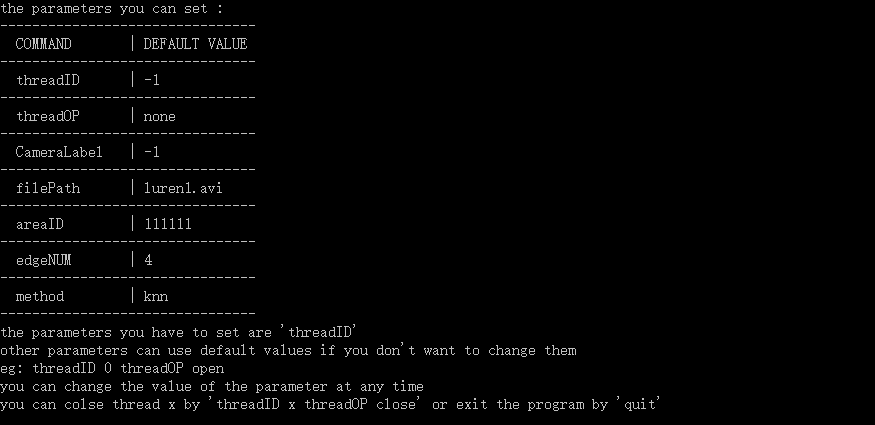 the parameters you can set :
--------------------------------
COMMAND | DEFAULT VALUE
--------------------------------
threadID | -1
--------------------------------
threadOP | none
--------------------------------
CameraLabel | -1
--------------------------------
filePath | luren1.avi
--------------------------------
areaID | 111111
--------------------------------
edgeNUM | 4
--------------------------------
method | knn
--------------------------------
the parameters you have to set are 'threadID'
other parameters can use default values if you don't want to change them
eg: threadID 0 threadOP open
you can change the value of the parameter at any time
you can colse thread x by 'threadID x threadOP close' or exit the program by 'quit'